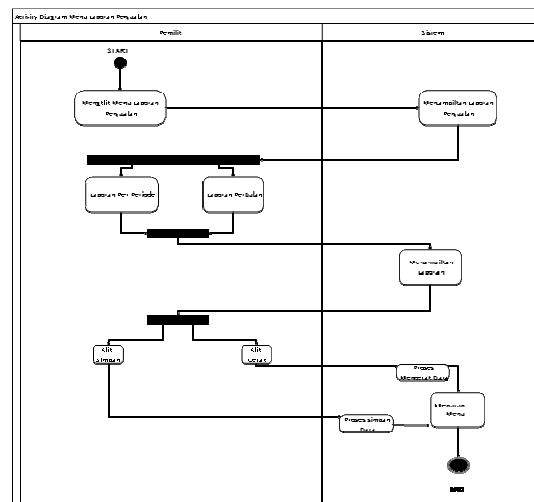 Activity Diagram Menu Laporan Penjualan
Pemilik
Sistem
START
Mengklik Menu Laporan
Penjualan
Menampilkan Laporan
Penjualan
Laporan Per Periode
Laporan Perbulan
Menampilkan
Laporan
Klik
Simpan
Klik
Cetak
Proses
Mencetak Data
Proses Simpan
Data
Menu